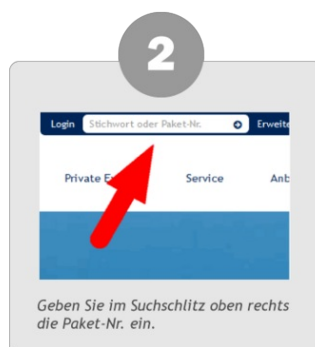 2
Login Stichwort oder Paket-Nr. Erweite
Private E Service Anb
Geben Sie im Suchschlitz oben rechts
die Paket-Nr. ein.